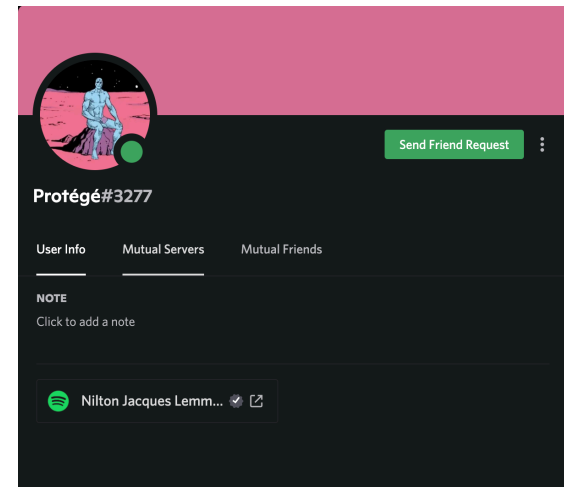 Send Friend Request
Protégé#3277
User Info Mutual Servers Mutual Friends
NOTE
Click to add a note
Nilton Jacques Lemm...